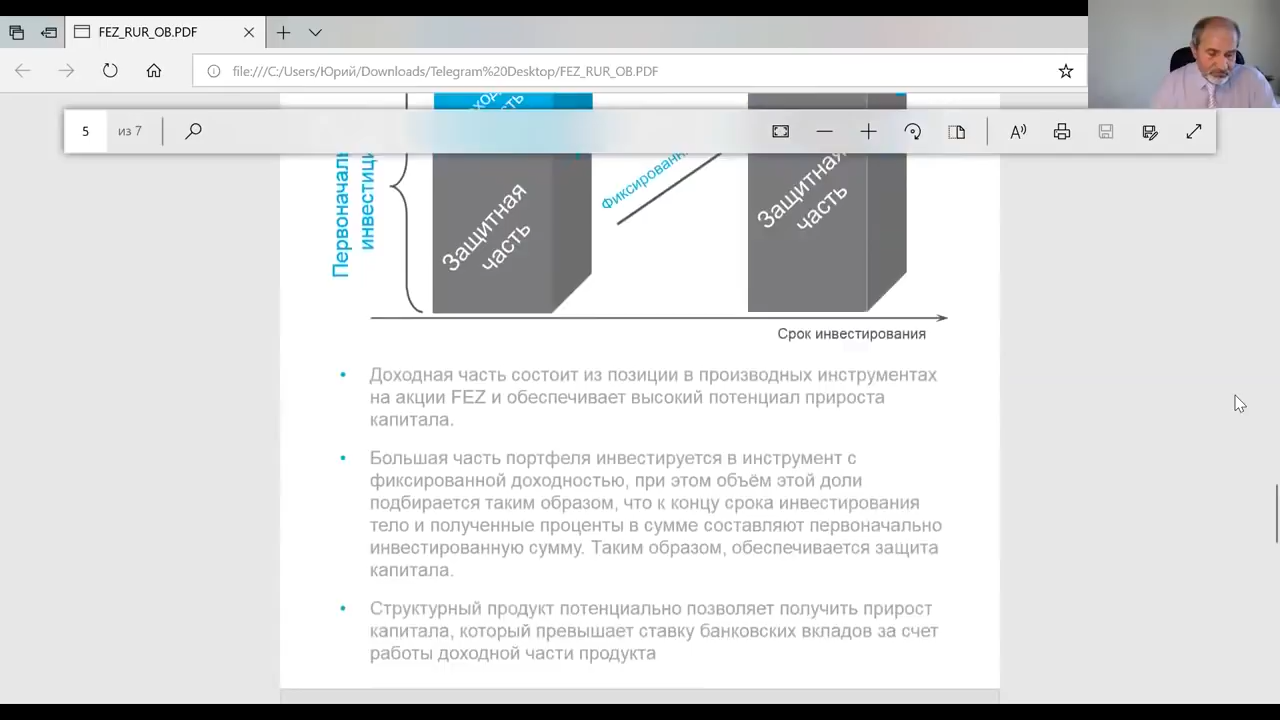 FEZ_RUR_OB.PDF
file:///C:/Users/Юрий/Downloads/Telegram%20Desktop/FEZ_RUR_OB.PDF
5 из 7
Защитная
часть
Защитная
часть
Срок инвестирования
• Доходная часть состоит из позиции в производных инструментах
на акции FEZ и обеспечивает высокий потенциал прироста
капитала.
• Большая часть портфеля инвестируется в инструмент с
фиксированной доходностью, при этом объём этой доли
подбирается таким образом, что к концу срока инвестирования
тело и полученные проценты в сумме составляют первоначально
инвестированную сумму. Таким образом, обеспечивается защита
капитала.
• Структурный продукт потенциально позволяет получить прирост
капитала, который превышает ставку банковских вкладов за счет
работы доходной части продукта